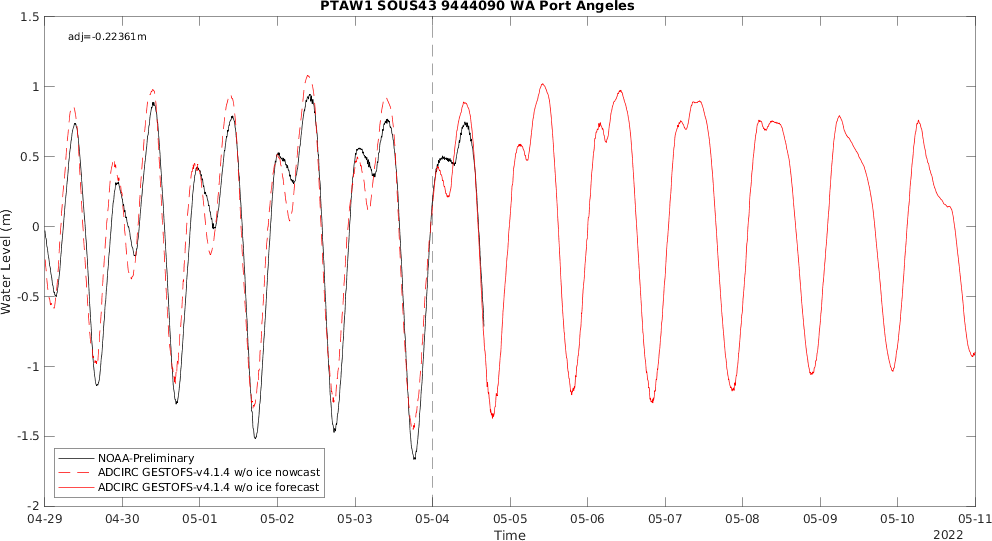 PTAW1 SOUS43 9444090 WA Port Angeles
adj=-0.22361m
1.5
1
0.5
0
-0.5
-1
-1.5
-2
Water Level (m)
NOAA-Preliminary
ADCIRC GESTOFS-v4.1.4 w/o ice nowcast
ADCIRC GESTOFS-v4.1.4 w/o ice forecast
04-29 04-30 05-01 05-02 05-03 05-04 05-05 05-06 05-07 05-08 05-09 05-10 05-11
Time
2022